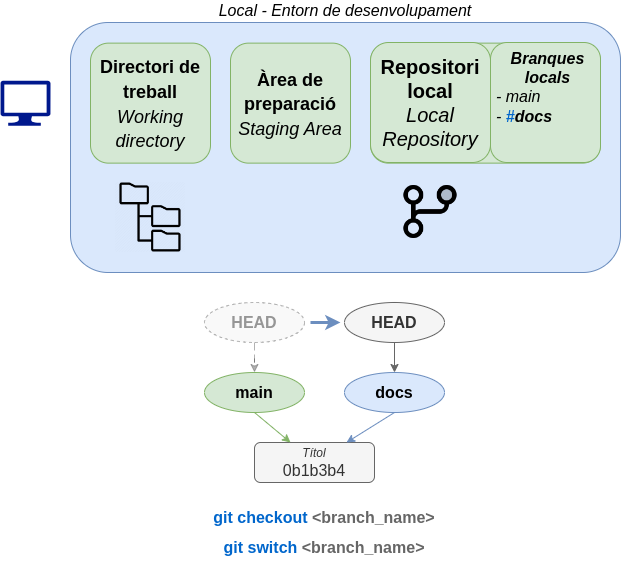 Local - Entorn de desenvolupament
Directori de
treball
Working
directory
Àrea de
preparació
Staging Area
Repositori
local
Local
Repository
Branques
locals
- main
- #docs
HEAD
HEAD
main
docs
Títol
0b1b3b4
git checkout <branch_name>
git switch <branch_name>